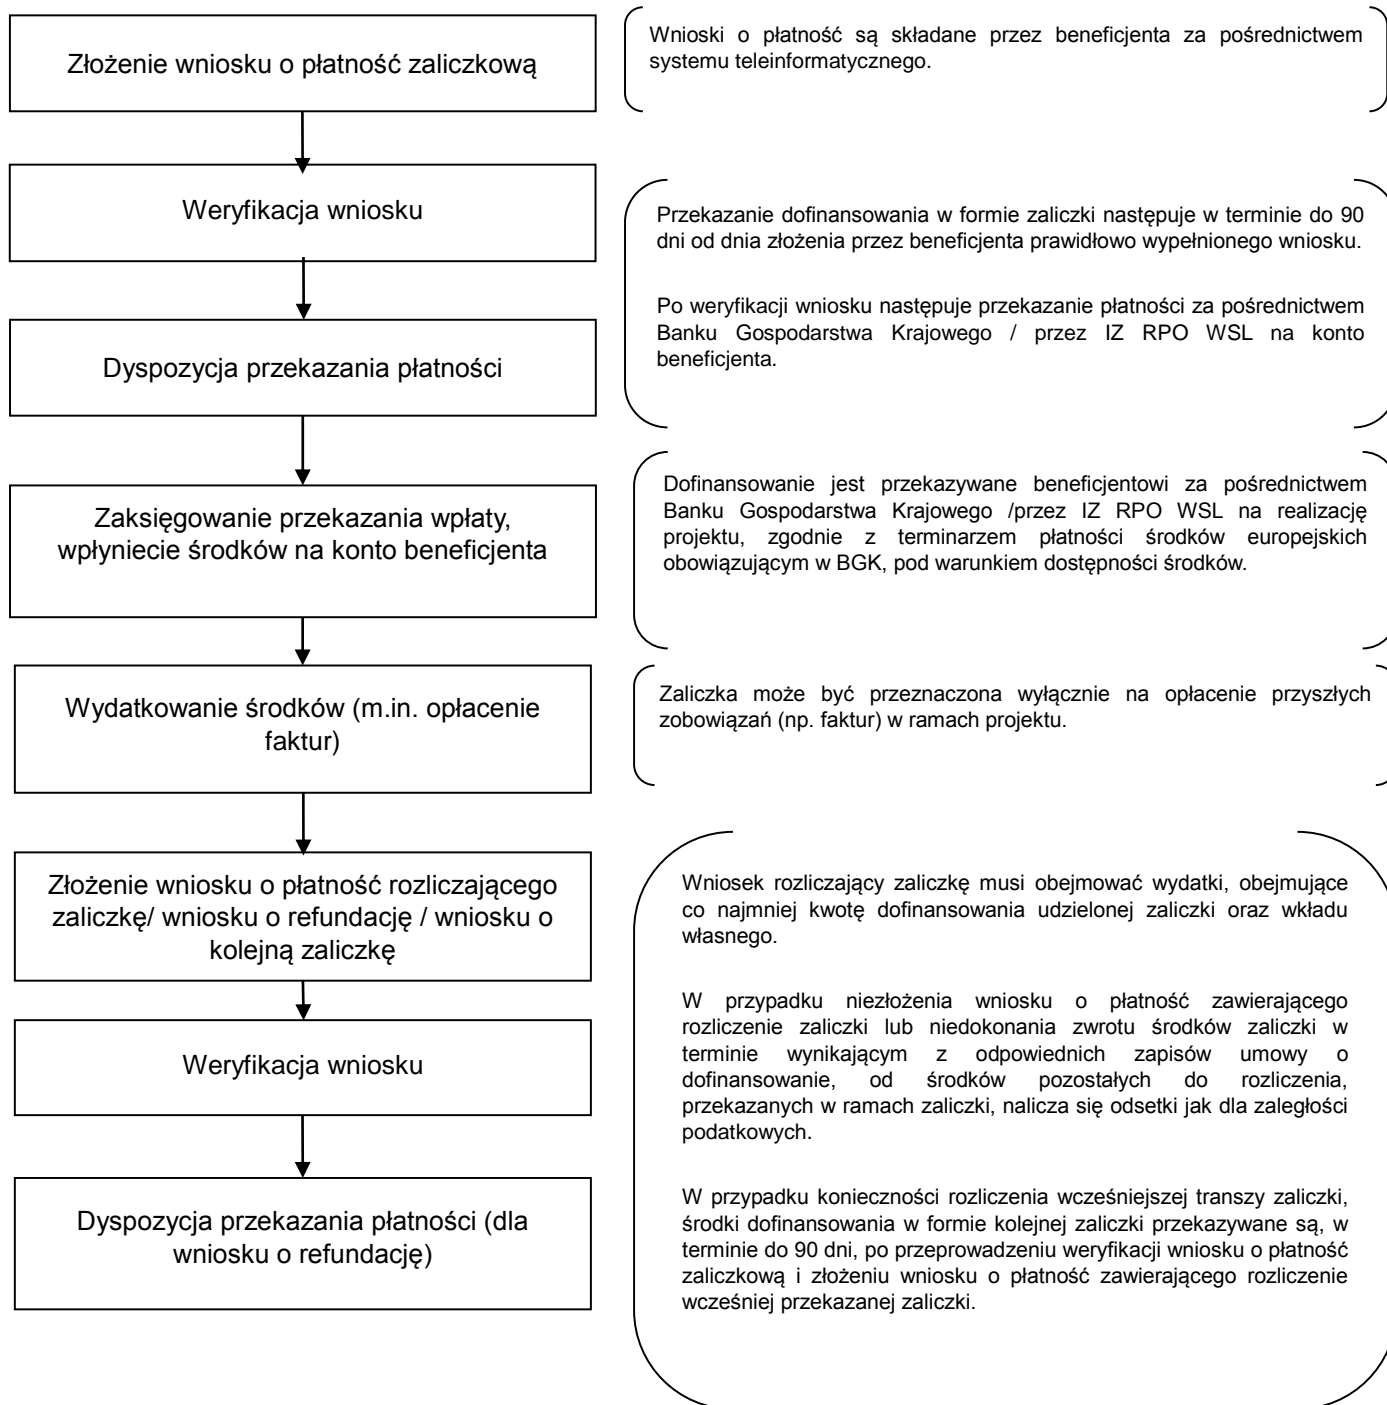 Złożenie wniosku o płatność zaliczkową
Wnioski o płatność są składane przez beneficjenta za pośrednictwem
systemu teleinformatycznego.
Weryfikacja wniosku
Przekazanie dofinansowania w formie zaliczki następuje w terminie do 90
dni od dnia złożenia przez beneficjenta prawidłowo wypełnionego wniosku.
Po weryfikacji wniosku następuje przekazanie płatności za pośrednictwem
Banku Gospodarstwa Krajowego / przez IZ RPO WSL na konto
beneficjenta.
Dyspozycja przekazania płatności
Zaksięgowanie przekazania wpłaty,
wpłyniecie środków na konto beneficjenta
Dofinansowanie jest przekazywane beneficjentowi za pośrednictwem
Banku Gospodarstwa Krajowego /przez IZ RPO WSL na realizację
projektu, zgodnie z terminarzem płatności środków europejskich
obowiązującym w BGK, pod warunkiem dostępności środków.
Wydatkowanie środków (m.in. opłacenie
faktur)
Zaliczka może być przeznaczona wyłącznie na opłacenie przyszłych
zobowiązań (np. faktur) w ramach projektu.
Złożenie wniosku o płatność rozliczającego
zaliczkę/ wniosku o refundację / wniosku o
kolejną zaliczkę
Wniosek rozliczający zaliczkę musi obejmować wydatki, obejmujące
co najmniej kwotę dofinansowania udzielonej zaliczki oraz wkładu
własnego.
W przypadku niezłożenia wniosku o płatność zawierającego
rozliczenie zaliczki lub niedokonania zwrotu środków zaliczki w
terminie wynikającym z odpowiednich zapisów umowy o
dofinansowanie, od środków pozostałych do rozliczenia,
przekazanych w ramach zaliczki, nalicza się odsetki jak dla zaległości
podatkowych.
Weryfikacja wniosku
Dyspozycja przekazania płatności (dla
wniosku o refundację)
W przypadku konieczności rozliczenia wcześniejszej transzy zaliczki,
środki dofinansowania w formie kolejnej zaliczki przekazywane są, w
terminie do 90 dni, po przeprowadzeniu weryfikacji wniosku o płatność
zaliczkową i złożeniu wniosku o płatność zawierającego rozliczenie
wcześniej przekazanej zaliczki.